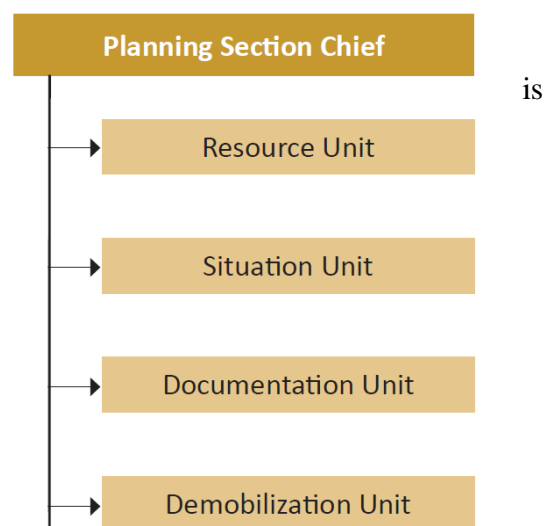 Planning Section Chief
is
Resource Unit
Situation Unit
Documentation Unit
Demobilization Unit